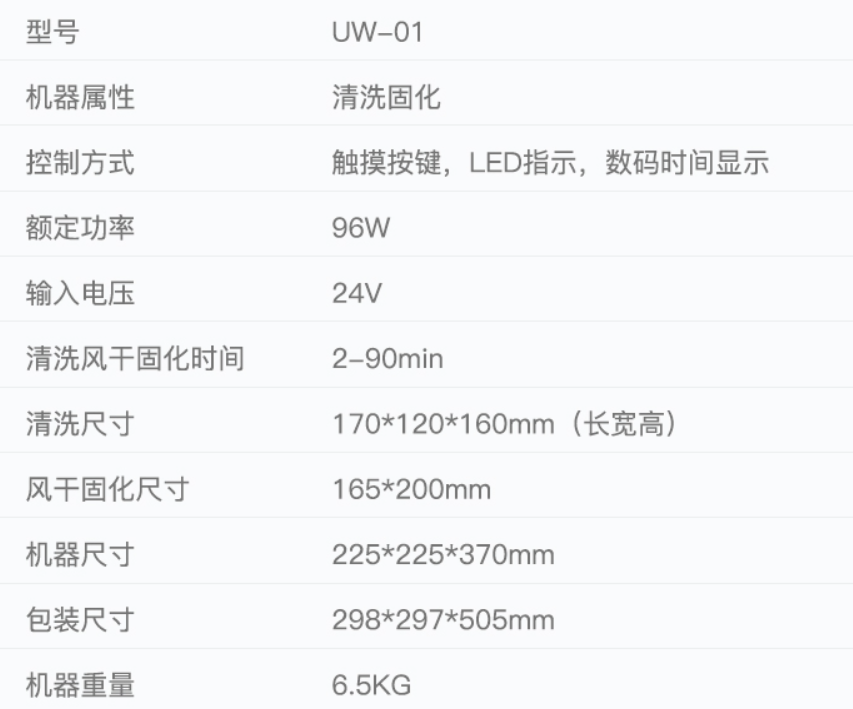 型号 UW-01
机器属性 清洗固化
控制方式 触摸按键，LED指示，数码时间显示
额定功率 96W
输入电压 24V
清洗风干固化时间 2-90min
清洗尺寸 170*120*160mm（长宽高）
风干固化尺寸 165*200mm
机器尺寸 225*225*370mm
包装尺寸 298*297*505mm
机器重量 6.5KG